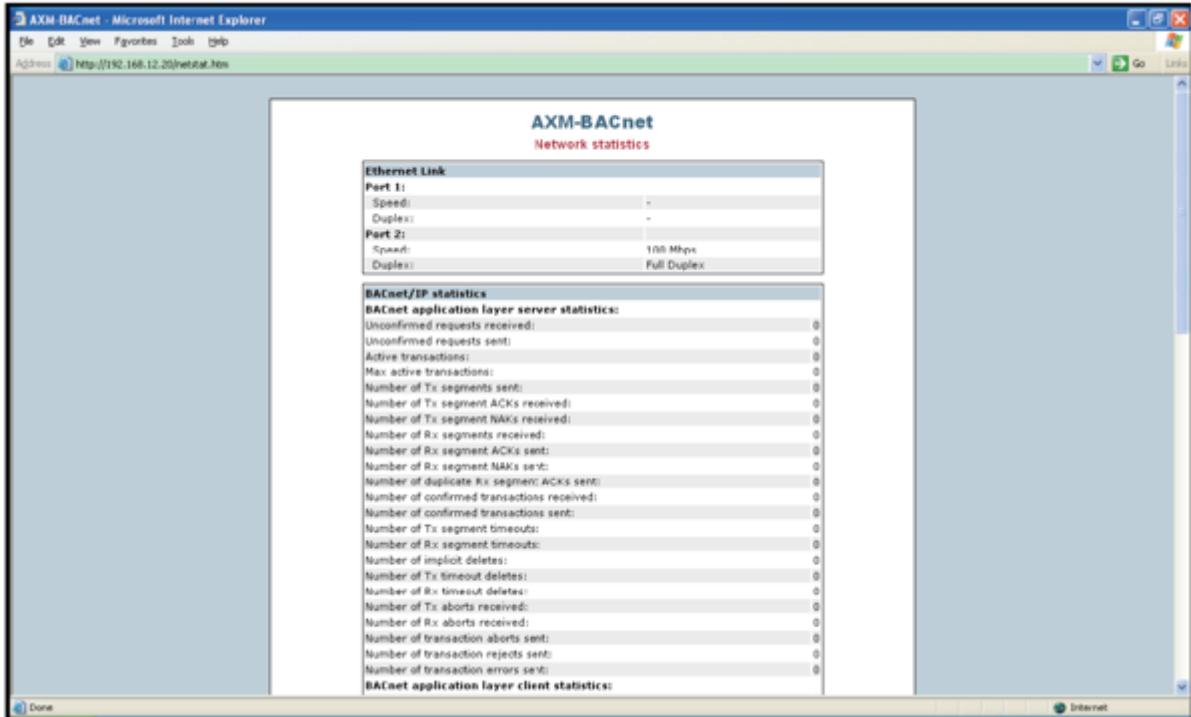 AXM-BACnet - Microsoft Internet Explorer
File Edit View Favorites Tools Help
Address http://192.168.12.20/netstat.htm Go Links
AXM-BACnet
Network statistics
Ethernet Link
Port 1:
Speed: -
Duplex: -
Port 2:
Speed: 100 Mbps
Duplex: Full Duplex
BACnet/IP statistics
BACnet application layer server statistics:
Unconfirmed requests received: 0
Unconfirmed requests sent: 0
Active transactions: 0
Max active transactions: 0
Number of Tx segments sent: 0
Number of Tx segment ACKs received: 0
Number of Tx segment NAKs received: 0
Number of Rx segments received: 0
Number of Rx segment ACKs sent: 0
Number of Rx segment NAKs sent: 0
Number of duplicate Rx segment ACKs sent: 0
Number of confirmed transactions received: 0
Number of confirmed transactions sent: 0
Number of Tx segment timeouts: 0
Number of Rx segment timeouts: 0
Number of implicit deletes: 0
Number of Tx timeout deletes: 0
Number of Rx timeout deletes: 0
Number of Tx aborts received: 0
Number of Rx aborts received: 0
Number of transaction aborts sent: 0
Number of transaction rejects sent: 0
Number of transaction errors sent: 0
BACnet application layer client statistics:
Done Internet